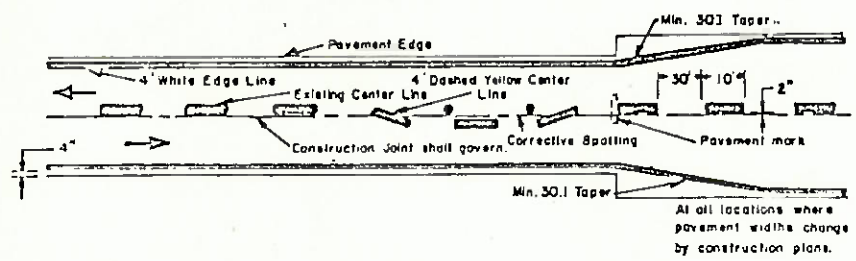 Min. 30:1 Taper
Pavement Edge
4" White Edge Line
4" Dashed Yellow Center
Line
30'
10'
2"
Existing Center Line
Construction Joint shall govern.
Corrective Spotting
Pavement mark
4"
Min. 30:1 Taper
At all locations where
pavement widths change
by construction plans.